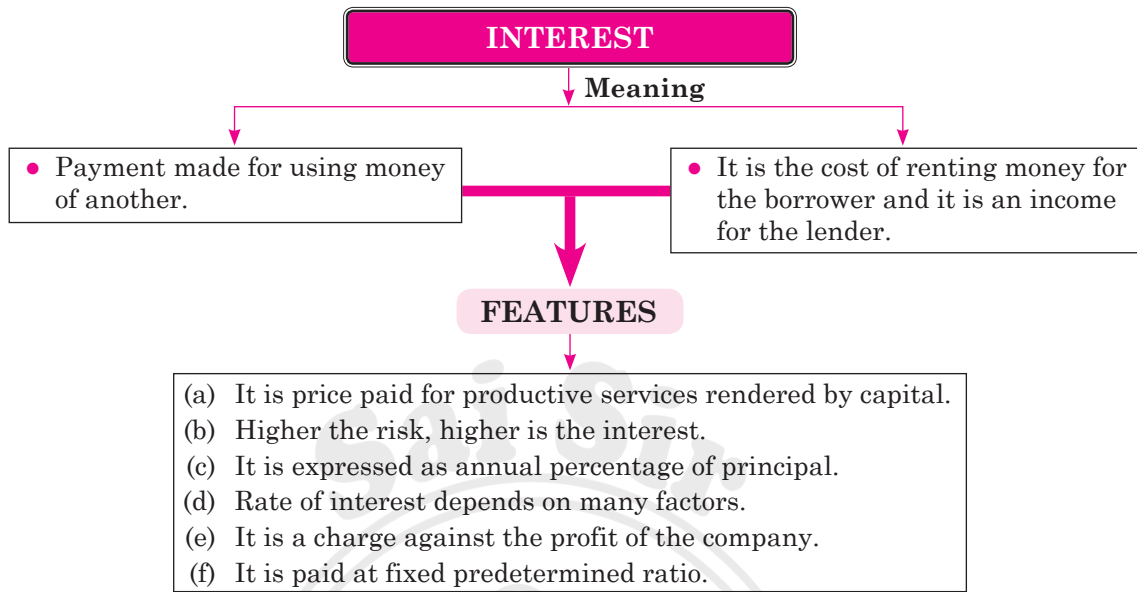 INTEREST
Meaning
• Payment made for using money
of another.
• It is the cost of renting money for
the borrower and it is an income
for the lender.
FEATURES
(a) It is price paid for productive services rendered by capital.
(b) Higher the risk, higher is the interest.
(c) It is expressed as annual percentage of principal.
(d) Rate of interest depends on many factors.
(e) It is a charge against the profit of the company.
(f) It is paid at fixed predetermined ratio.
Sai Sir